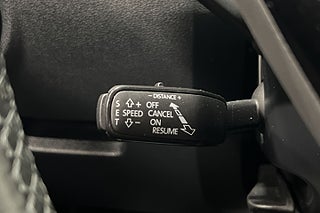 − DISTANCE +
S ⇧+ OFF
E SPEED CANCEL
T ⇩− ON
RESUME